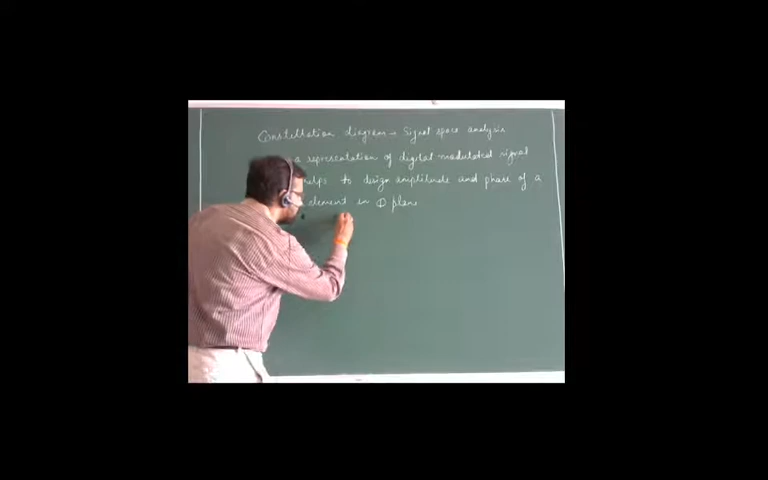 Constellation diagram - Signal space analysis
a representation of digital modulated signal
helps to design amplitude and phase of a
element in Φ plane